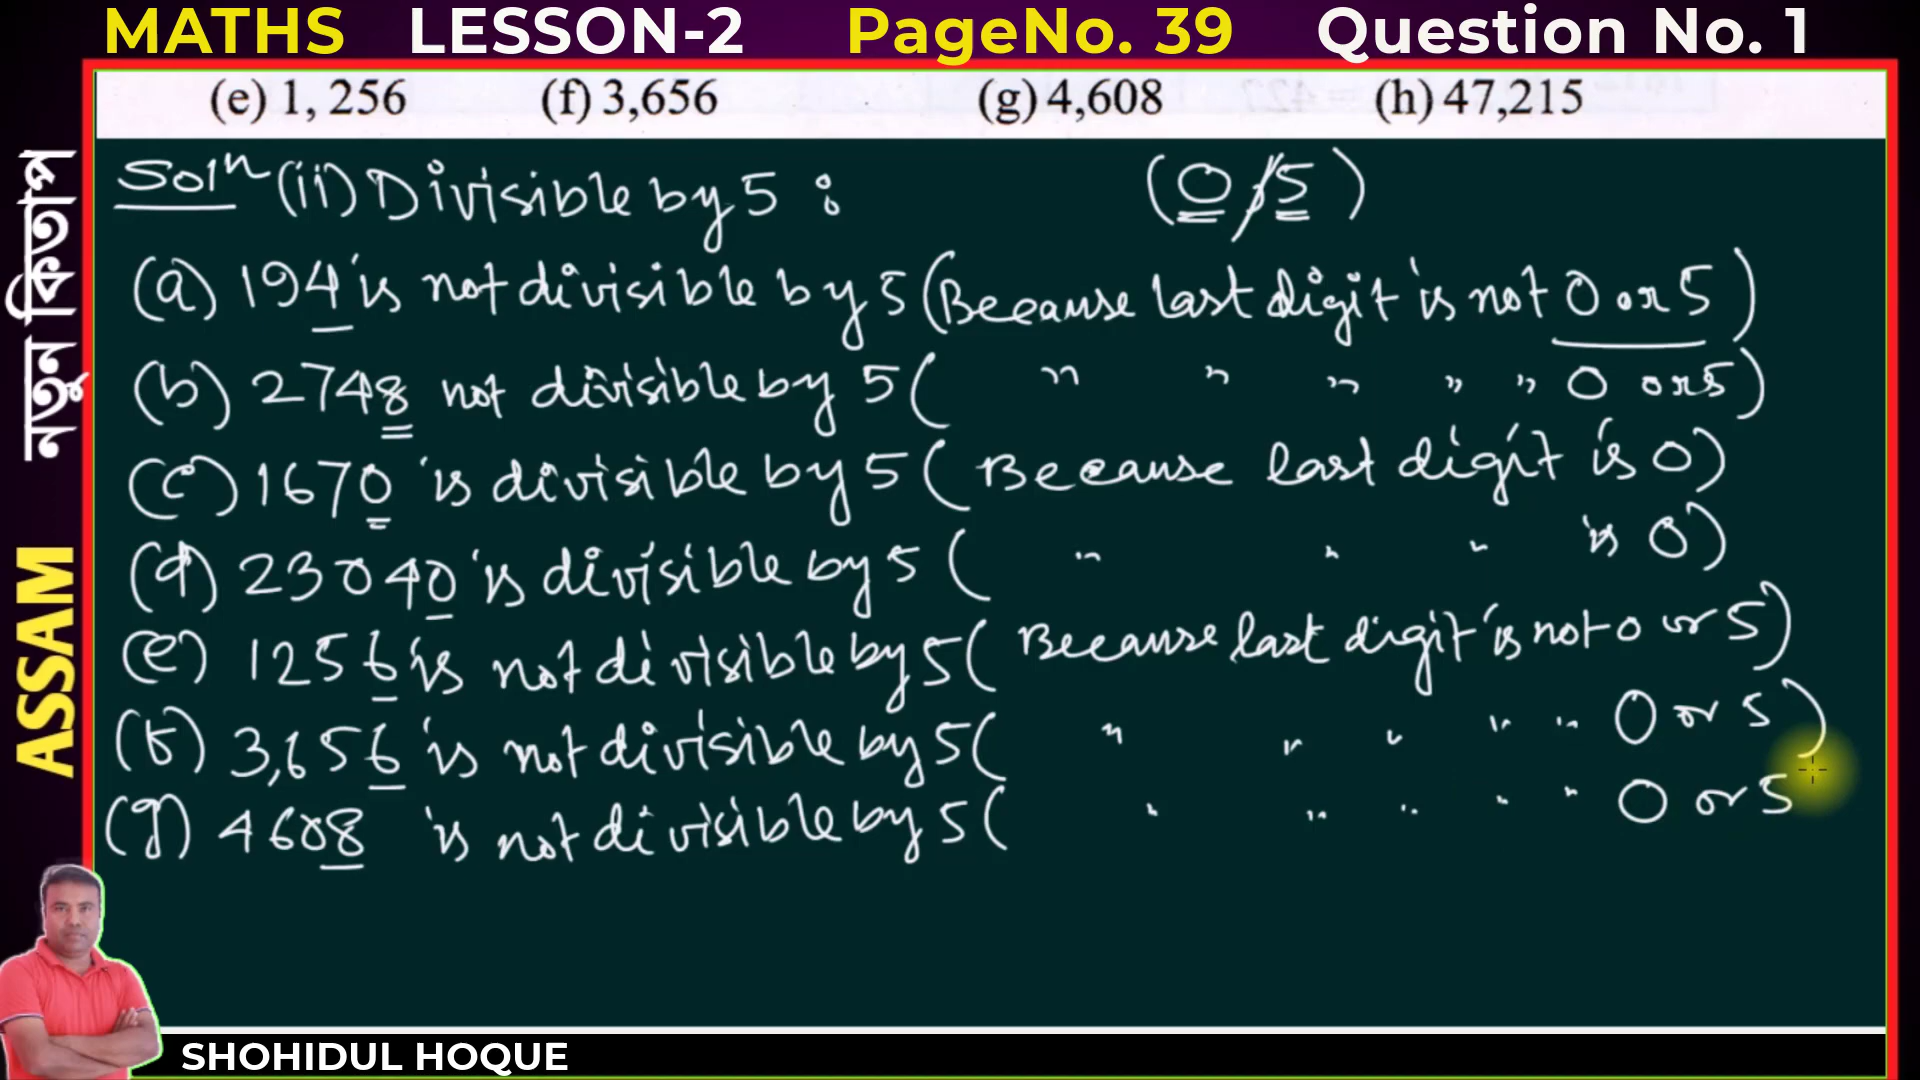 MATHS LESSON-2 PageNo. 39 Question No. 1
(e) 1, 256 (f) 3,656 (g) 4,608 (h) 47,215
Solⁿ (ii) Divisible by 5 : (0/5)
(a) 194 is not divisible by 5 (Because last digit is not 0 or 5)
(b) 2748 not divisible by 5 ( " " " " " 0 or 5)
(c) 1670 is divisible by 5 ( Because last digit is 0)
(d) 23040 is divisible by 5 ( " " " is 0)
(e) 1256 is not divisible by 5 ( Because last digit is not 0 or 5)
(f) 3,656 is not divisible by 5 ( " " " " " 0 or 5)
(g) 4608 is not divisible by 5 ( " " " " " 0 or 5
নতুন কিতাপ
ASSAM
SHOHIDUL HOQUE